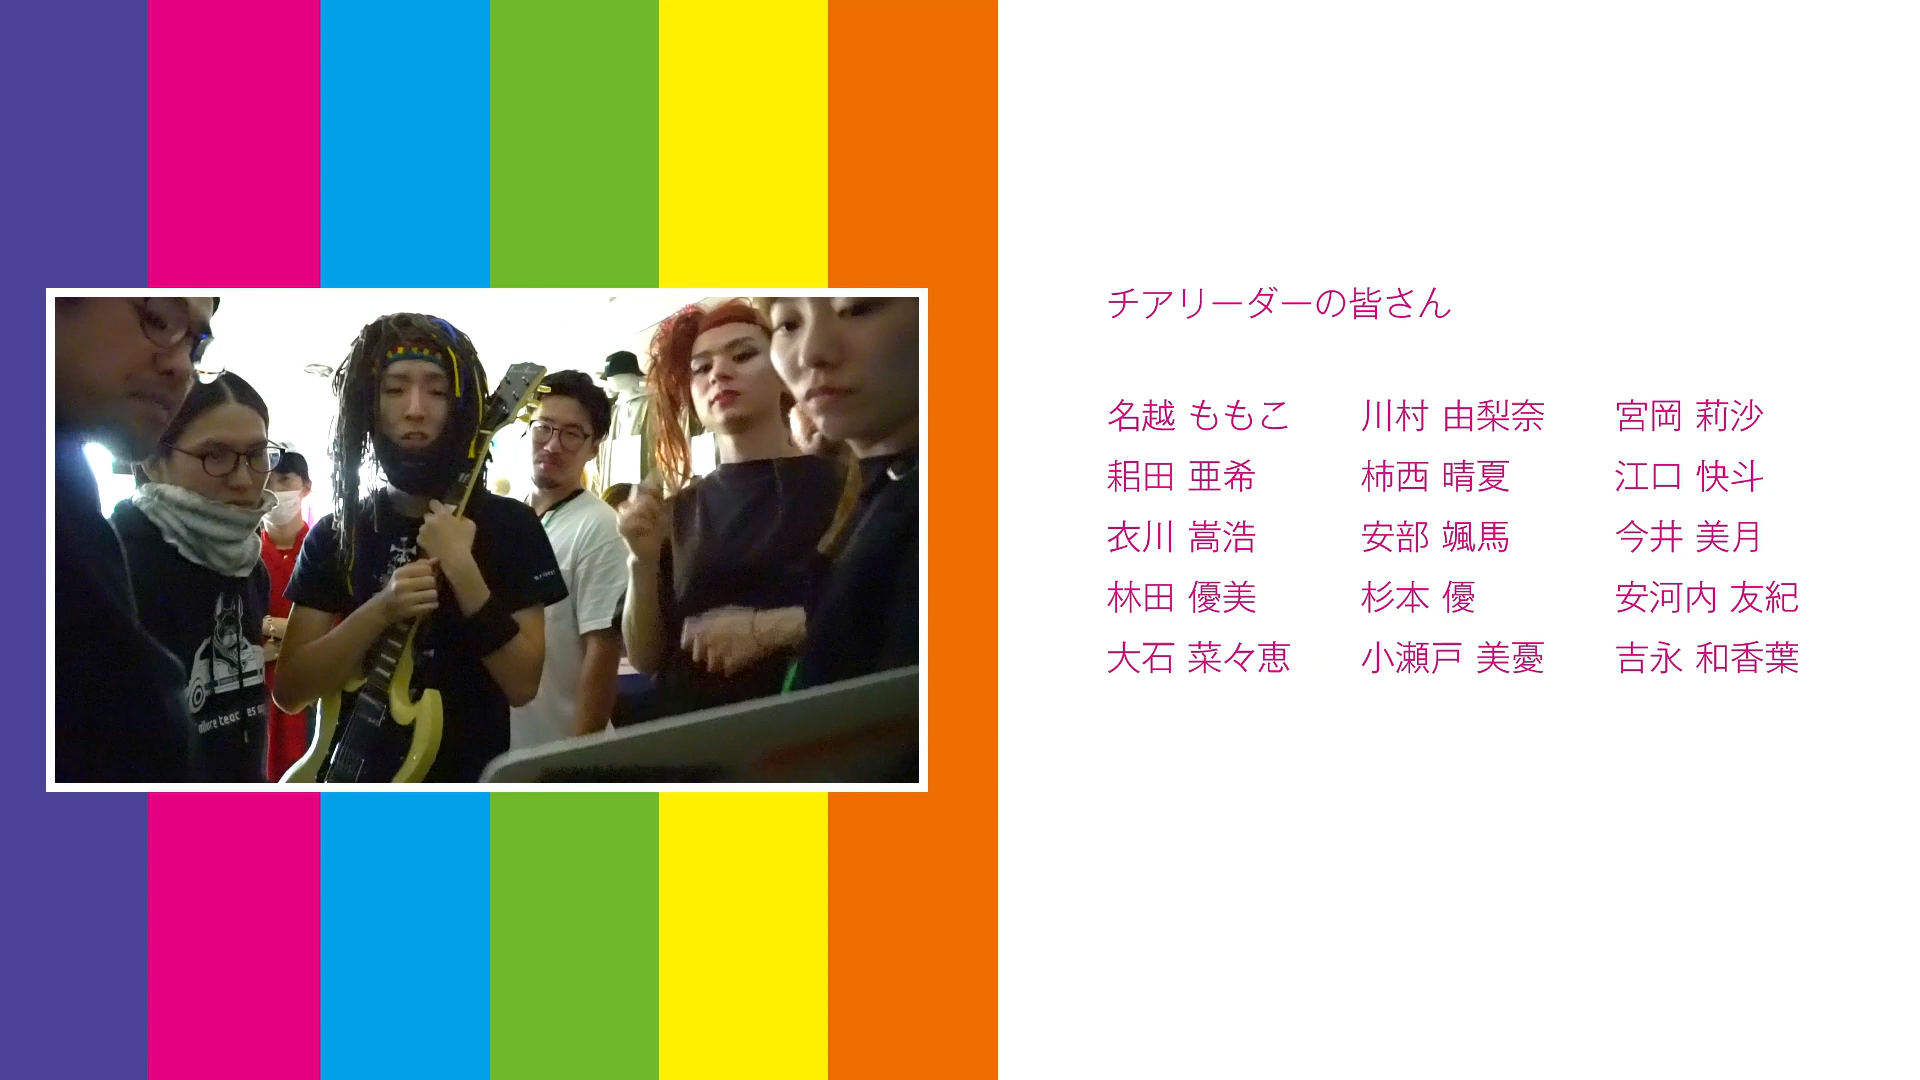 チアリーダーの皆さん
名越 ももこ 川村 由梨奈 宮岡 莉沙
耜田 亜希 柿西 晴夏 江口 快斗
衣川 嵩浩 安部 颯馬 今井 美月
林田 優美 杉本 優 安河内 友紀
大石 菜々恵 小瀬戸 美憂 吉永 和香葉